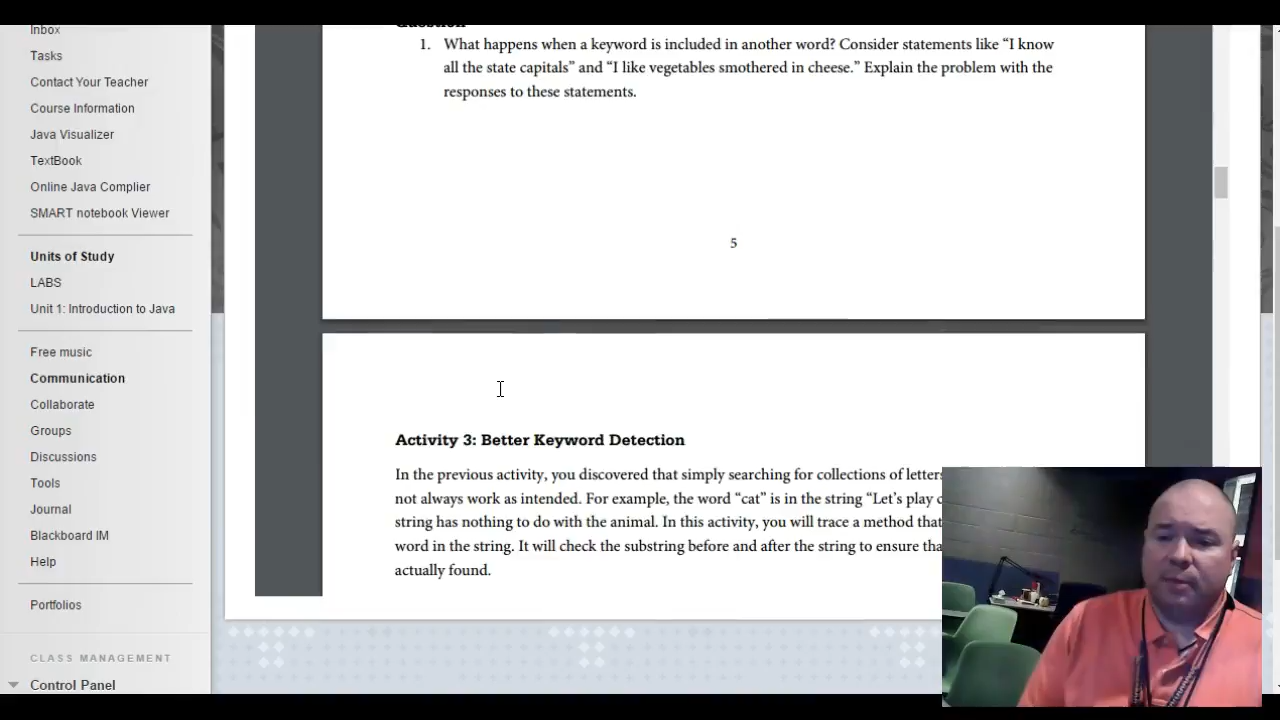 Inbox
Tasks
Contact Your Teacher
Course Information
Java Visualizer
TextBook
Online Java Complier
SMART notebook Viewer
Units of Study
LABS
Unit 1: Introduction to Java
Free music
Communication
Collaborate
Groups
Discussions
Tools
Journal
Blackboard IM
Help
Portfolios
CLASS MANAGEMENT
Control Panel
Question
1. What happens when a keyword is included in another word? Consider statements like “I know
all the state capitals” and “I like vegetables smothered in cheese.” Explain the problem with the
responses to these statements.
5
Activity 3: Better Keyword Detection
In the previous activity, you discovered that simply searching for collections of letters
not always work as intended. For example, the word “cat” is in the string “Let’s play
string has nothing to do with the animal. In this activity, you will trace a method that
word in the string. It will check the substring before and after the string to ensure
actually found.